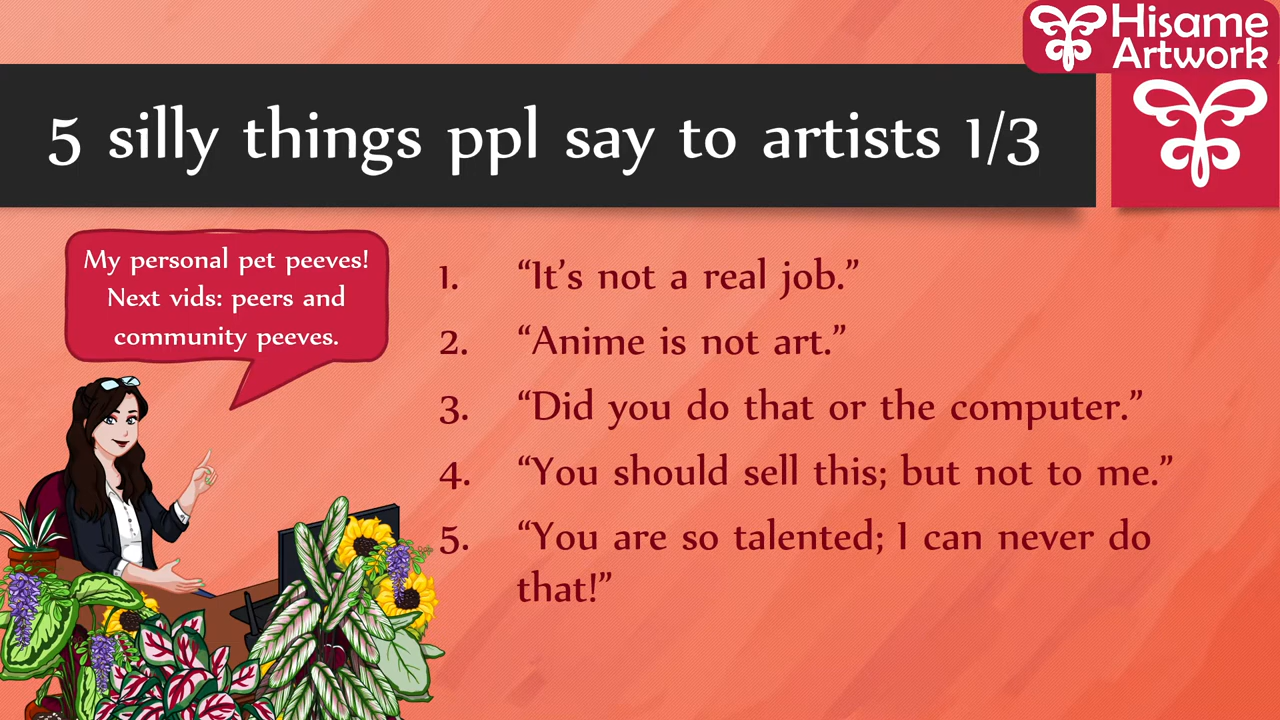 Hisame
Artwork
5 silly things ppl say to artists 1/3
My personal pet peeves!
Next vids: peers and
community peeves.
1. “It’s not a real job.”
2. “Anime is not art.”
3. “Did you do that or the computer.”
4. “You should sell this; but not to me.”
5. “You are so talented; I can never do
that!”